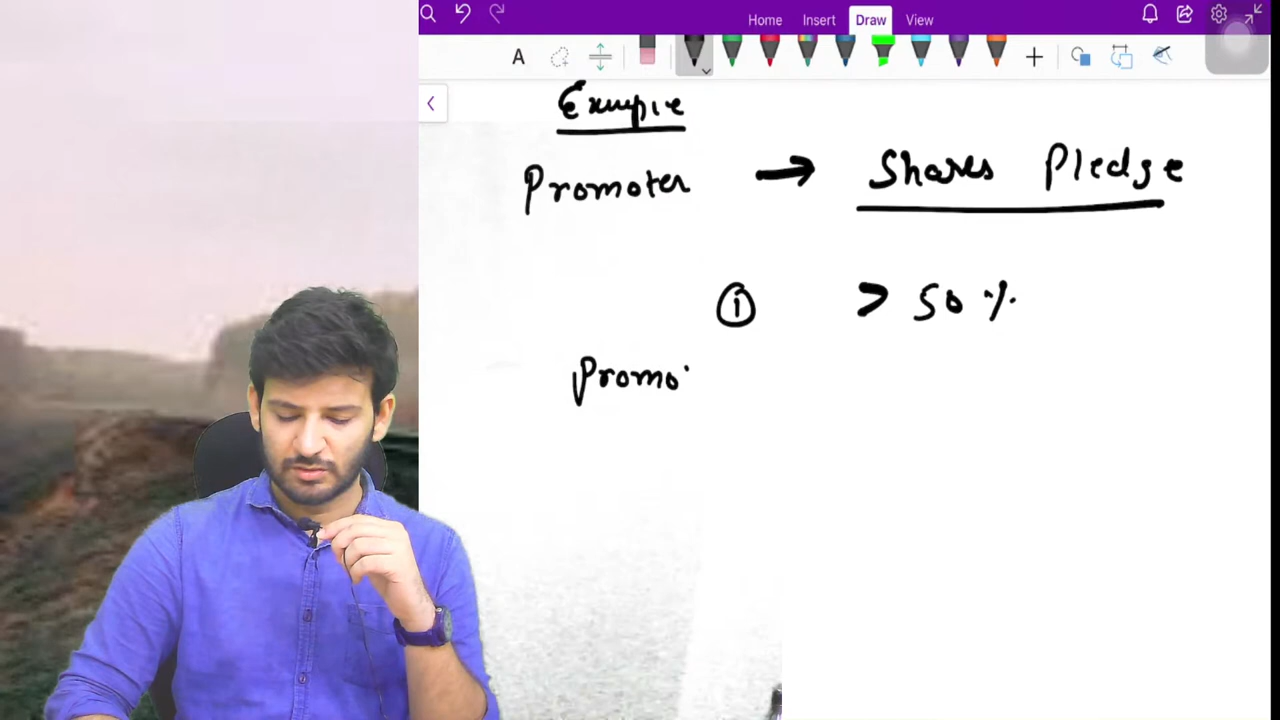 Home Insert Draw View
A
Example
Promoter → Shares Pledge
① > 50 %
Promo